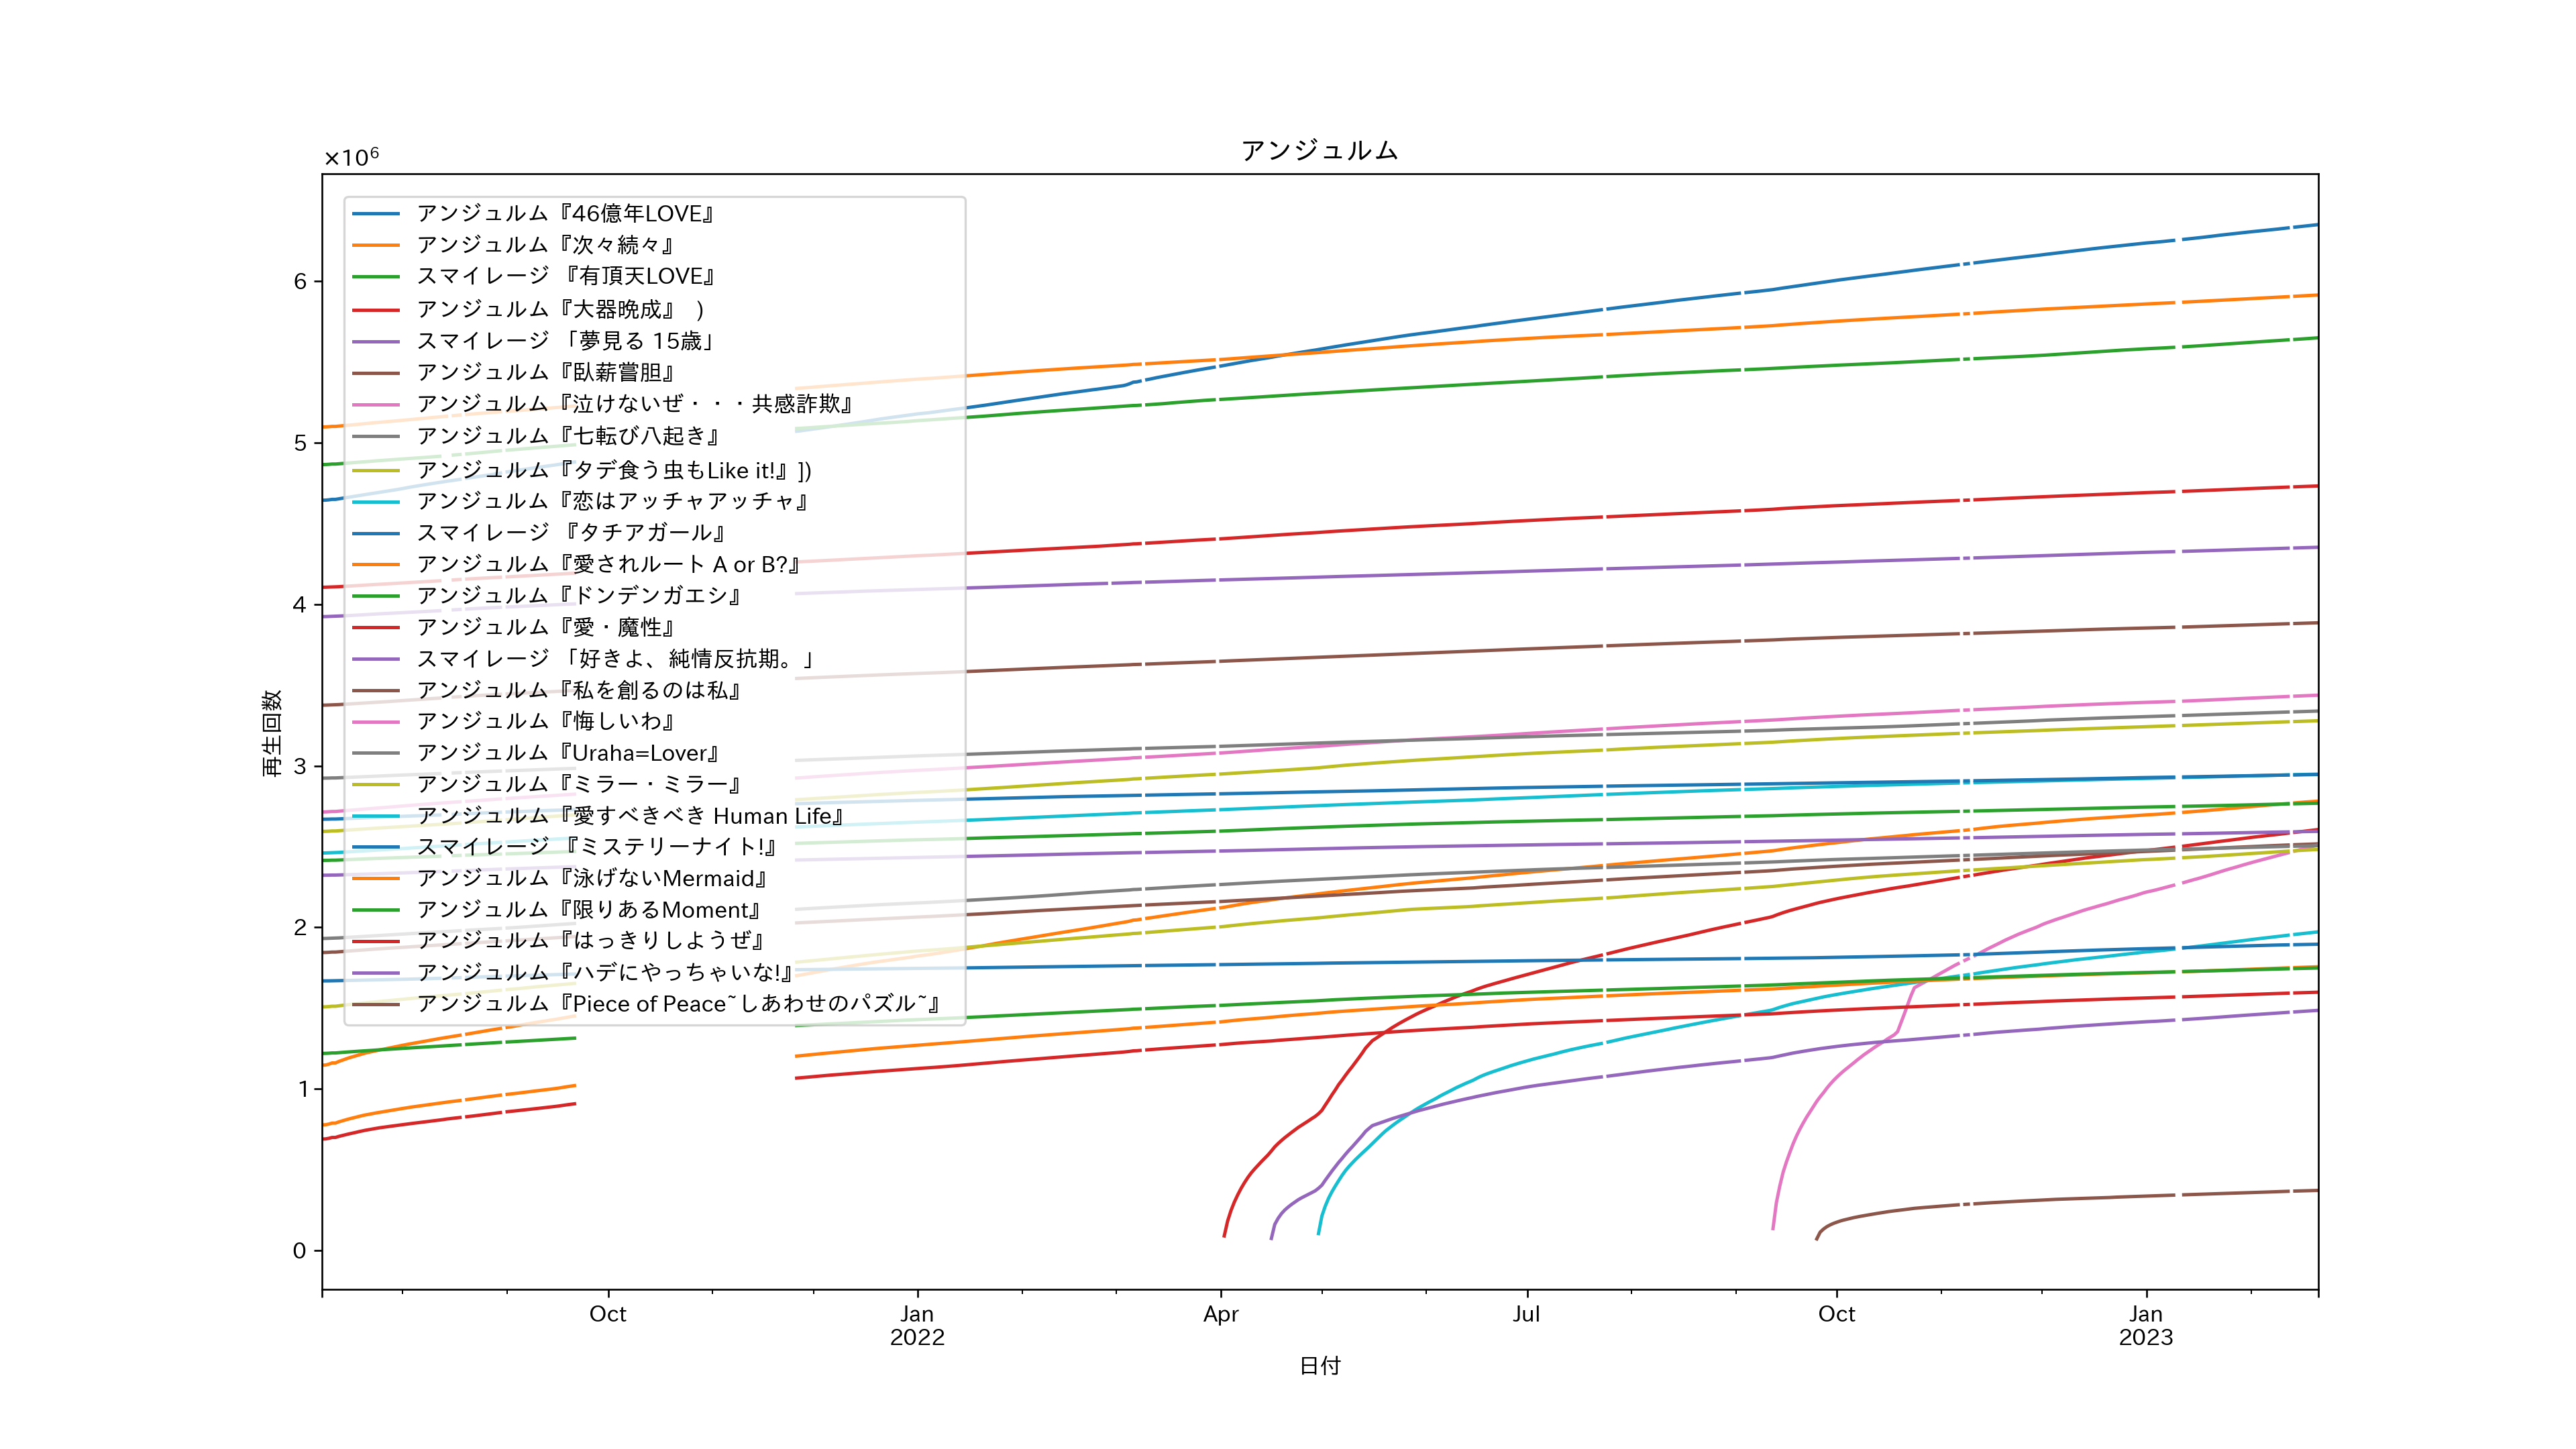 アンジュルム
×10⁶
アンジュルム『46億年LOVE』
アンジュルム『次々続々』
スマイレージ 『有頂天LOVE』
アンジュルム『大器晩成』 )
スマイレージ 「夢見る 15歳」
アンジュルム『臥薪嘗胆』
アンジュルム『泣けないぜ・・・共感詐欺』
アンジュルム『七転び八起き』
アンジュルム『タデ食う虫もLike it!』])
アンジュルム『恋はアッチャアッチャ』
スマイレージ 『タチアガール』
アンジュルム『愛されルート A or B?』
アンジュルム『ドンデンガエシ』
アンジュルム『愛・魔性』
スマイレージ 「好きよ、純情反抗期。」
アンジュルム『私を創るのは私』
アンジュルム『悔しいわ』
アンジュルム『Uraha=Lover』
アンジュルム『ミラー・ミラー』
アンジュルム『愛すべきべき Human Life』
スマイレージ 『ミステリーナイト!』
アンジュルム『泳げないMermaid』
アンジュルム『限りあるMoment』
アンジュルム『はっきりしようぜ』
アンジュルム『ハデにやっちゃいな!』
アンジュルム『Piece of Peace~しあわせのパズル~』
6
5
4
3
2
1
0
再生回数
Oct
Jan
2022
Apr
Jul
Oct
Jan
2023
日付